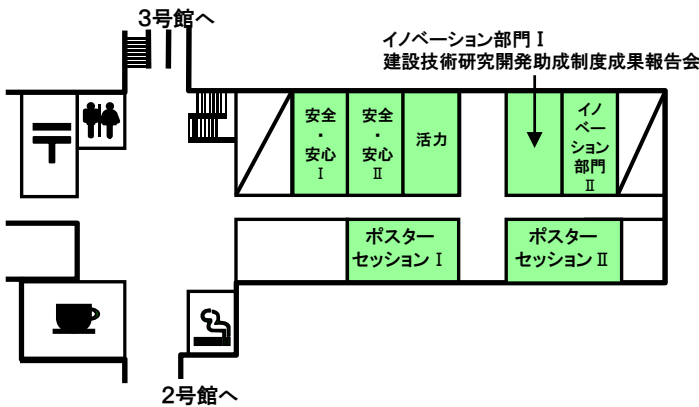 3号館へ
イノベーション部門Ⅰ
建設技術研究開発助成制度成果報告会
安全
・
安心
Ⅰ
安全
・
安心
Ⅱ
活力
イノ
ベー
ション
部門
Ⅱ
ポスター
セッションⅠ
ポスター
セッションⅡ
2号館へ